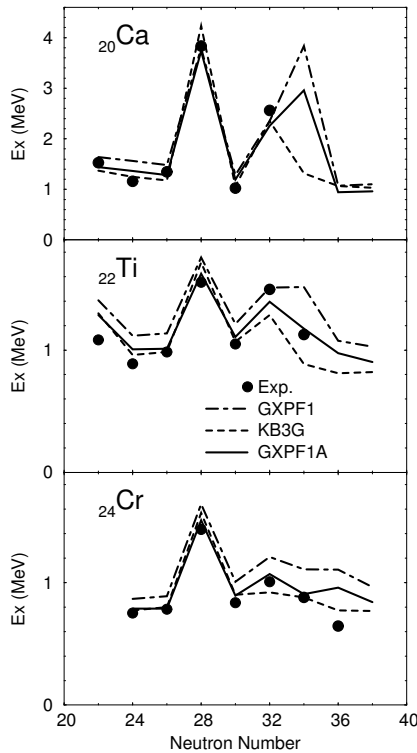 4
3
2
1
0
Ex (MeV)
20Ca
1
0
Ex (MeV)
22Ti
Exp.
GXPF1
KB3G
GXPF1A
1
0
Ex (MeV)
24Cr
20 24 28 32 36 40
Neutron Number